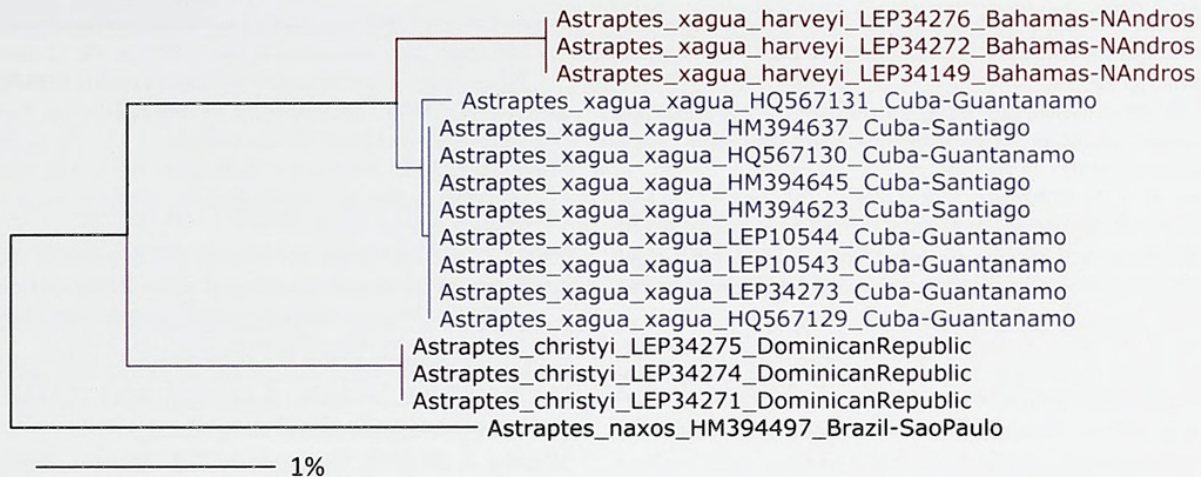 Astraptes_xagua_harveyi_LEP34276_Bahamas-NAndros
Astraptes_xagua_harveyi_LEP34272_Bahamas-NAndros
Astraptes_xagua_harveyi_LEP34149_Bahamas-NAndros
Astraptes_xagua_xagua_HQ567131_Cuba-Guantanamo
Astraptes_xagua_xagua_HM394637_Cuba-Santiago
Astraptes_xagua_xagua_HQ567130_Cuba-Guantanamo
Astraptes_xagua_xagua_HM394645_Cuba-Santiago
Astraptes_xagua_xagua_HM394623_Cuba-Santiago
Astraptes_xagua_xagua_LEP10544_Cuba-Guantanamo
Astraptes_xagua_xagua_LEP10543_Cuba-Guantanamo
Astraptes_xagua_xagua_LEP34273_Cuba-Guantanamo
Astraptes_xagua_xagua_HQ567129_Cuba-Guantanamo
Astraptes_christyi_LEP34275_DominicanRepublic
Astraptes_christyi_LEP34274_DominicanRepublic
Astraptes_christyi_LEP34271_DominicanRepublic
Astraptes_naxos_HM394497_Brazil-SaoPaulo
1%